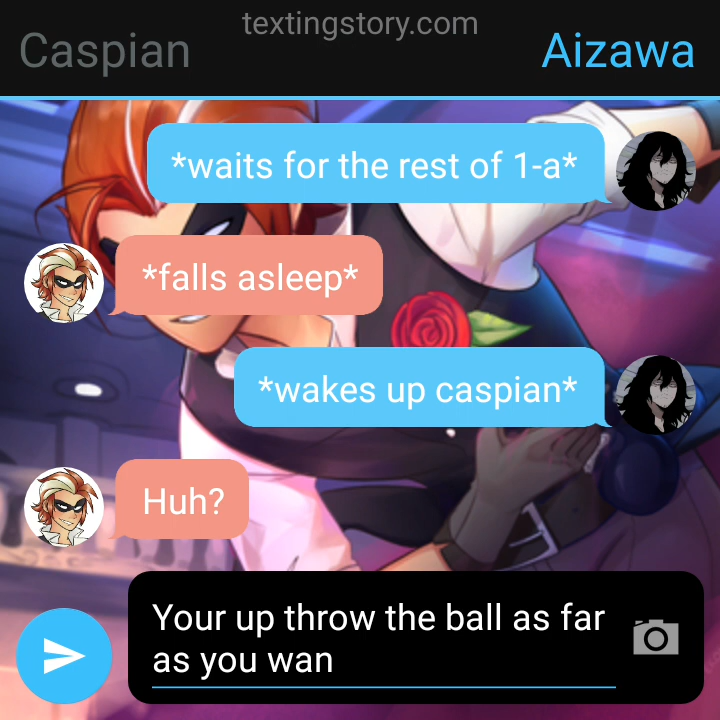 textingstory.com
Caspian
Aizawa
*waits for the rest of 1-a*
*falls asleep*
*wakes up caspian*
Huh?
Your up throw the ball as far
as you wan